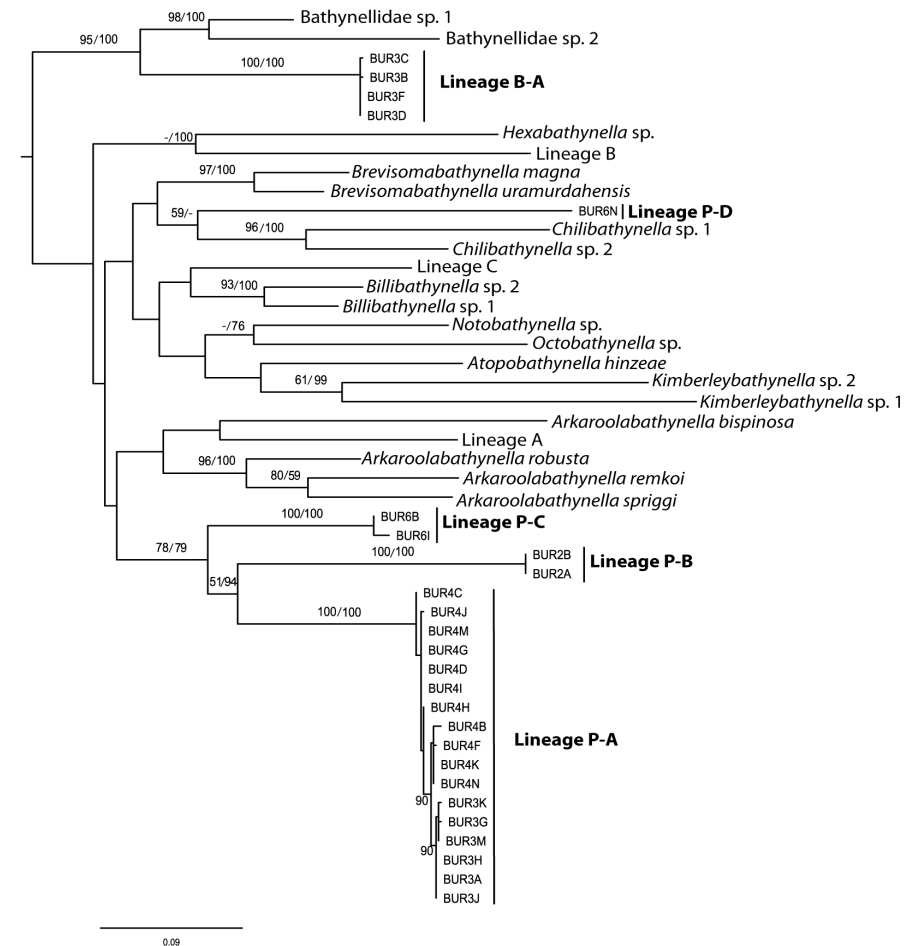 98/100
Bathynellidae sp. 1
95/100
Bathynellidae sp. 2
100/100
BUR3C
BUR3B
BUR3F
BUR3D
Lineage B-A
-/100
Hexabathynella sp.
Lineage B
97/100
Brevisomabathynella magna
Brevisomabathynella uramurdahensis
59/-
BUR6N
Lineage P-D
96/100
Chilibathynella sp. 1
Chilibathynella sp. 2
Lineage C
93/100
Billibathynella sp. 2
Billibathynella sp. 1
-/76
Notobathynella sp.
Octobathynella sp.
Atopobathynella hinzeae
61/99
Kimberleybathynella sp. 2
Kimberleybathynella sp. 1
Arkaroolabathynella bispinosa
Lineage A
96/100
Arkaroolabathynella robusta
80/59
Arkaroolabathynella remkoi
Arkaroolabathynella spriggi
100/100
BUR6B
BUR6I
Lineage P-C
78/79
100/100
BUR2B
BUR2A
Lineage P-B
51/94
100/100
BUR4C
BUR4J
BUR4M
BUR4G
BUR4D
BUR4I
BUR4H
BUR4B
BUR4F
BUR4K
BUR4N
90
BUR3K
BUR3G
BUR3M
90
BUR3H
BUR3A
BUR3J
Lineage P-A
0.09